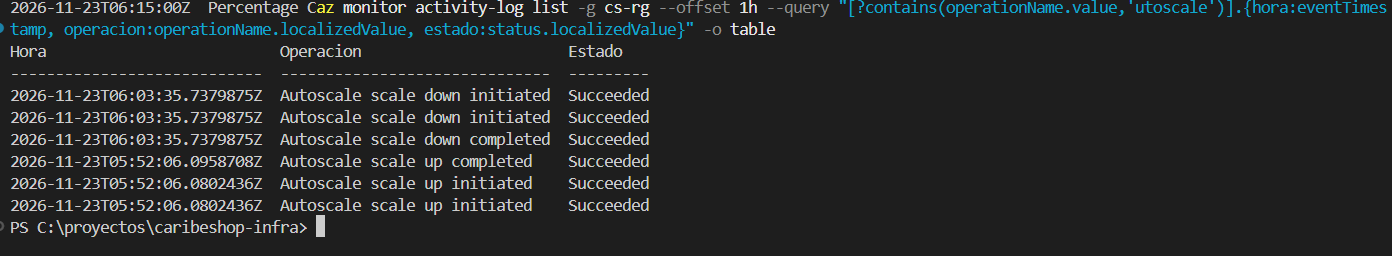 2026-11-23T06:15:00Z  Percentage Caz monitor activity-log list -g cs-rg --offset 1h --query "[?contains(operationName.value,'utoscale')].{hora:eventTimes
tamp, operacion:operationName.localizedValue, estado:status.localizedValue}" -o table
Hora                          Operacion                       Estado
----------------------------  ------------------------------  ---------
2026-11-23T06:03:35.7379875Z  Autoscale scale down initiated  Succeeded
2026-11-23T06:03:35.7379875Z  Autoscale scale down initiated  Succeeded
2026-11-23T06:03:35.7379875Z  Autoscale scale down completed  Succeeded
2026-11-23T05:52:06.0958708Z  Autoscale scale up completed    Succeeded
2026-11-23T05:52:06.0802436Z  Autoscale scale up initiated    Succeeded
2026-11-23T05:52:06.0802436Z  Autoscale scale up initiated    Succeeded
PS C:\proyectos\caribeshop-infra>